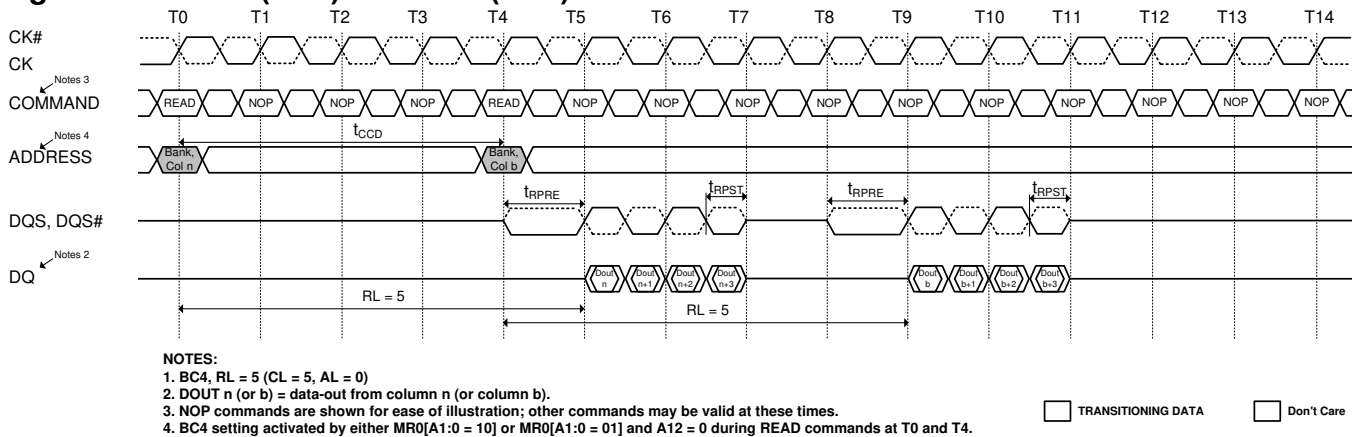 T0 T1 T2 T3 T4 T5 T6 T7 T8 T9 T10 T11 T12 T13 T14
CK#
CK
Notes 3
COMMAND READ NOP NOP NOP READ NOP NOP NOP NOP NOP NOP NOP NOP NOP NOP
tCCD
Notes 4
ADDRESS Bank, Col n Bank, Col b
tRPRE tRPST tRPRE tRPST
DQS, DQS#
Notes 2
DQ Dout n Dout n+1 Dout n+2 Dout n+3 Dout b Dout b+1 Dout b+2 Dout b+3
RL = 5
RL = 5
NOTES:
1. BC4, RL = 5 (CL = 5, AL = 0)
2. DOUT n (or b) = data-out from column n (or column b).
3. NOP commands are shown for ease of illustration; other commands may be valid at these times.
4. BC4 setting activated by either MR0[A1:0 = 10] or MR0[A1:0 = 01] and A12 = 0 during READ commands at T0 and T4.
TRANSITIONING DATA Don't Care